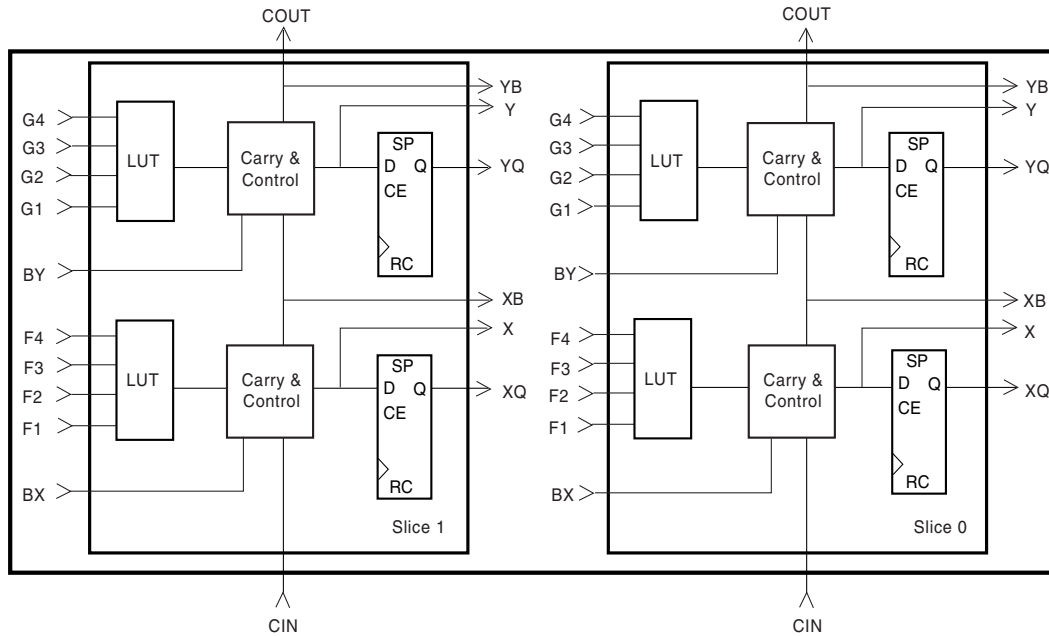 COUT
COUT
YB
Y
G4
G3
G2
G1
LUT
Carry &
Control
SP
D Q
CE
RC
YQ
BY
XB
X
F4
F3
F2
F1
LUT
Carry &
Control
SP
D Q
CE
RC
XQ
BX
Slice 1
CIN
YB
Y
G4
G3
G2
G1
LUT
Carry &
Control
SP
D Q
CE
RC
YQ
BY
XB
X
F4
F3
F2
F1
LUT
Carry &
Control
SP
D Q
CE
RC
XQ
BX
Slice 0
CIN